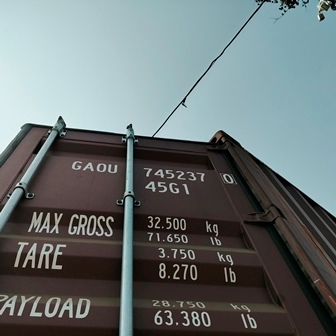 GAOU 745237 0
45G1
MAX GROSS 32.500 kg
71.650 lb
TARE 3.750 kg
8.270 lb
PAYLOAD 28.750 kg
63.380 lb